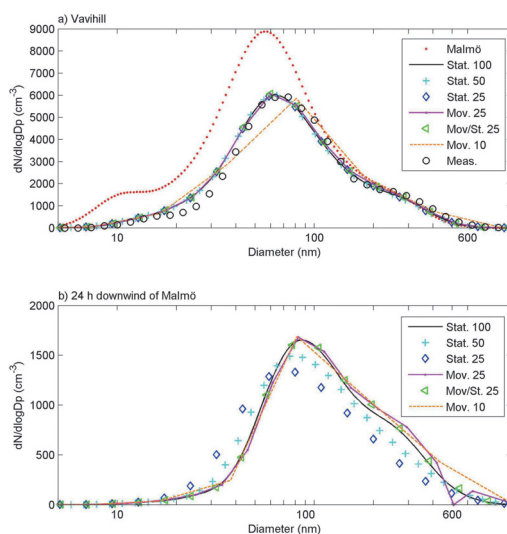 a) Vavihill
dN/dlogDp (cm⁻³)
9000
8000
7000
6000
5000
4000
3000
2000
1000
0
Malmö
Stat. 100
Stat. 50
Stat. 25
Mov. 25
Mov/St. 25
Mov. 10
Meas.
10 100 600
Diameter (nm)
b) 24 h downwind of Malmö
dN/dlogDp (cm⁻³)
2000
1500
1000
500
0
Stat. 100
Stat. 50
Stat. 25
Mov. 25
Mov/St. 25
Mov. 10
10 100 600
Diameter (nm)